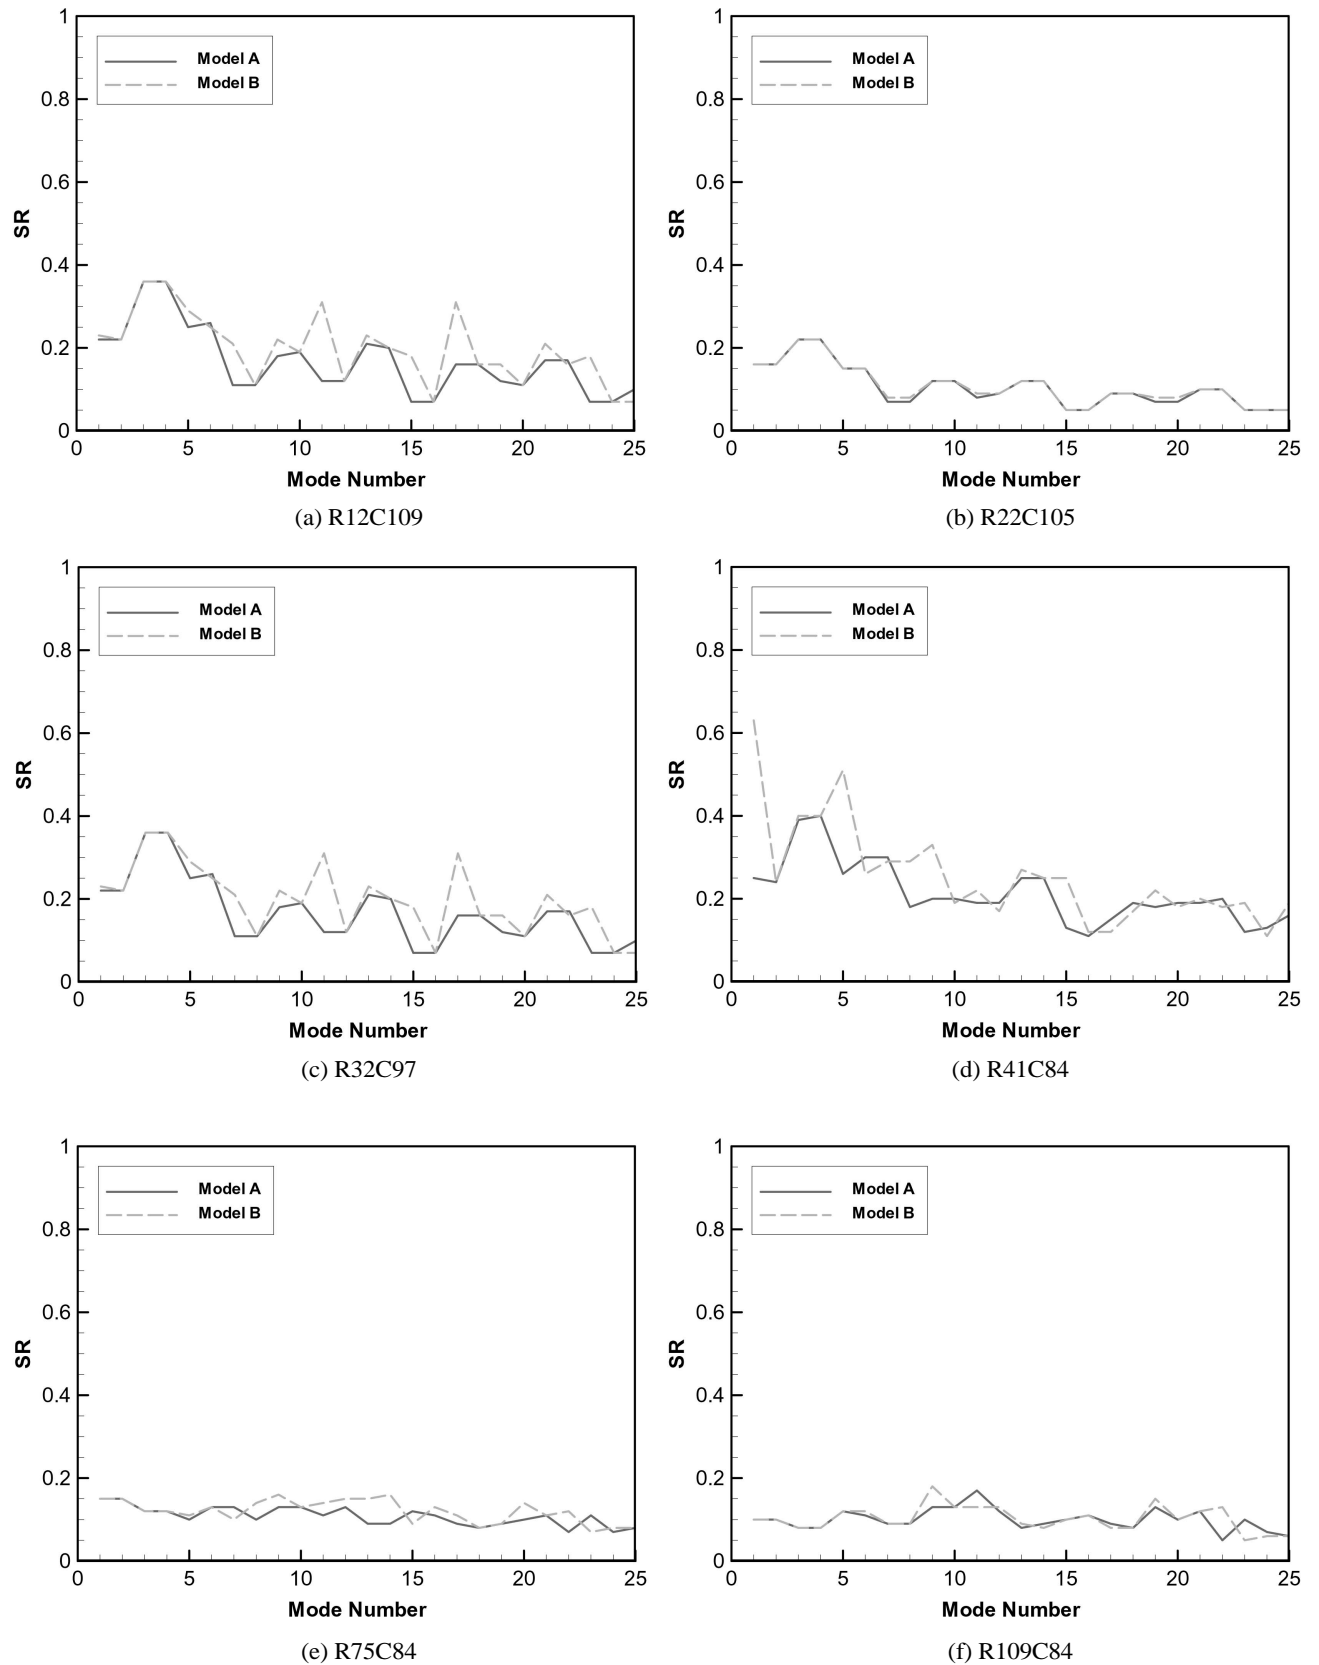 1
0.8
0.6
0.4
0.2
0
SR
Model A
Model B
0 5 10 15 20 25
Mode Number
(a) R12C109
1
0.8
0.6
0.4
0.2
0
SR
Model A
Model B
0 5 10 15 20 25
Mode Number
(b) R22C105
1
0.8
0.6
0.4
0.2
0
SR
Model A
Model B
0 5 10 15 20 25
Mode Number
(c) R32C97
1
0.8
0.6
0.4
0.2
0
SR
Model A
Model B
0 5 10 15 20 25
Mode Number
(d) R41C84
1
0.8
0.6
0.4
0.2
0
SR
Model A
Model B
0 5 10 15 20 25
Mode Number
(e) R75C84
1
0.8
0.6
0.4
0.2
0
SR
Model A
Model B
0 5 10 15 20 25
Mode Number
(f) R109C84